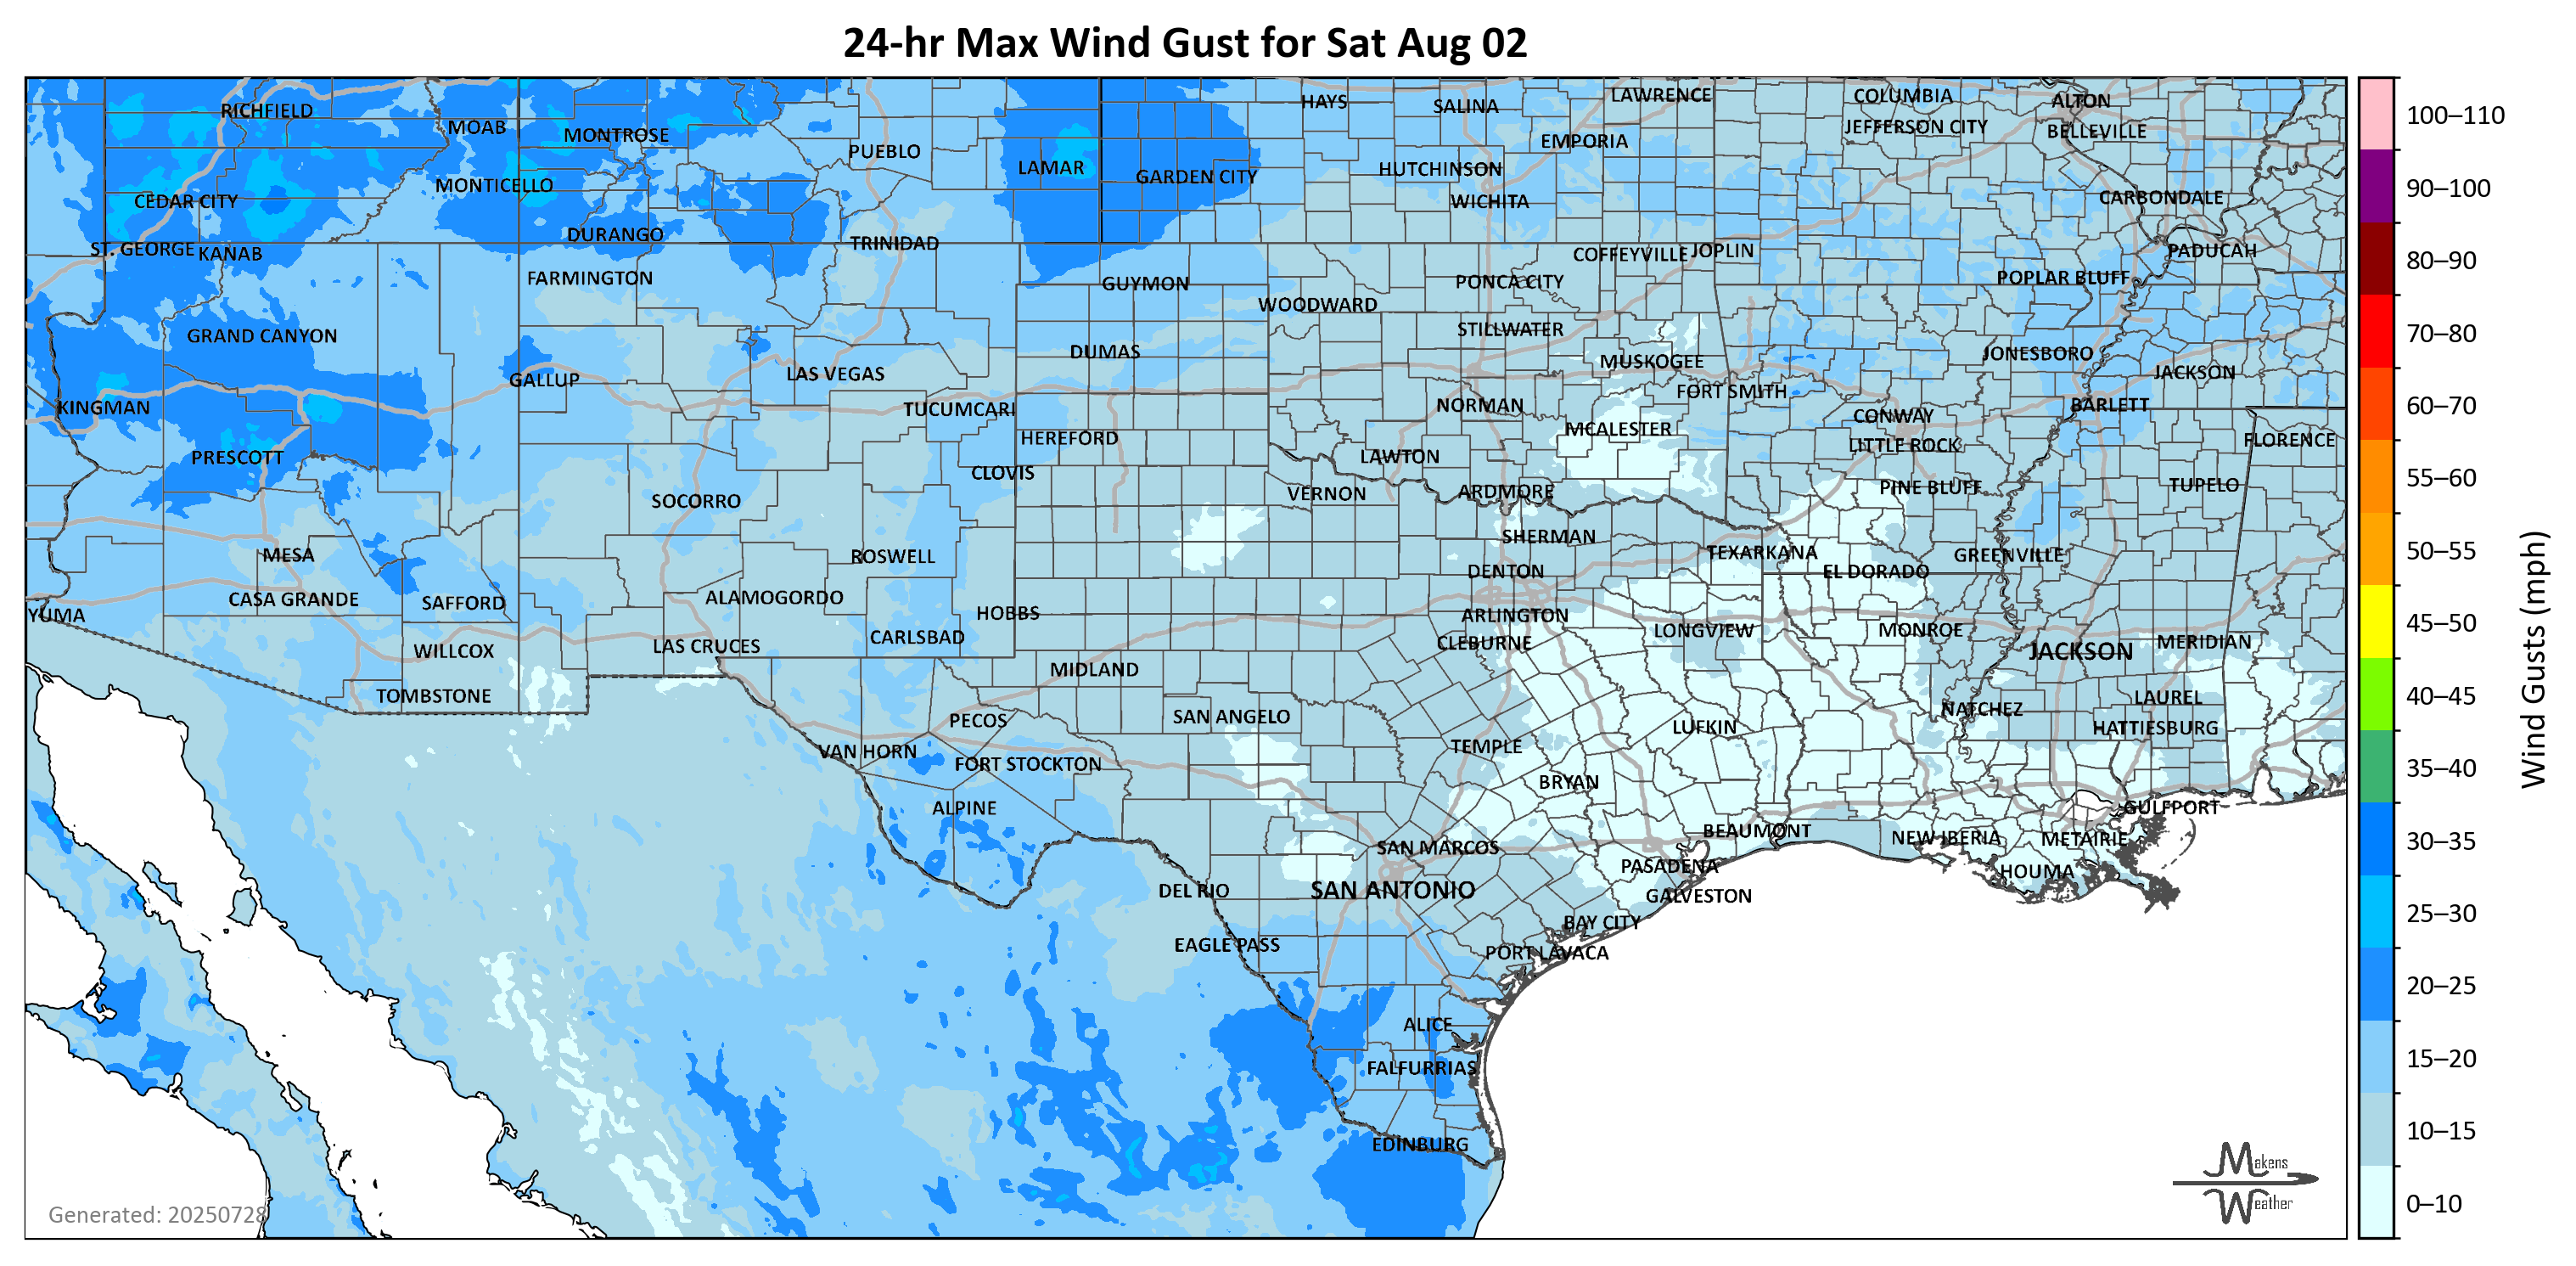 24-hr Max Wind Gust for Sat Aug 02
RICHFIELD
MOAB
MONTROSE
PUEBLO
LAMAR
GARDEN CITY
HAYS
SALINA
LAWRENCE
EMPORIA
HUTCHINSON
WICHITA
COLUMBIA
JEFFERSON CITY
ALTON
BELLEVILLE
CARBONDALE
CEDAR CITY
MONTICELLO
DURANGO
ST. GEORGE
KANAB
FARMINGTON
TRINIDAD
GUYMON
WOODWARD
PONCA CITY
COFFEYVILLE
JOPLIN
POPLAR BLUFF
PADUCAH
GRAND CANYON
GALLUP
LAS VEGAS
DUMAS
STILLWATER
MUSKOGEE
FORT SMITH
JONESBORO
JACKSON
KINGMAN
TUCUMCARI
NORMAN
CONWAY
BARLETT
PRESCOTT
HEREFORD
CLOVIS
LAWTON
MCALESTER
LITTLE ROCK
FLORENCE
SOCORRO
VERNON
ARDMORE
PINE BLUFF
TUPELO
MESA
ROSWELL
SHERMAN
TEXARKANA
GREENVILLE
DENTON
EL DORADO
CASA GRANDE
SAFFORD
ALAMOGORDO
HOBBS
ARLINGTON
YUMA
WILLCOX
LAS CRUCES
CARLSBAD
CLEBURNE
LONGVIEW
MONROE
JACKSON
MERIDIAN
TOMBSTONE
MIDLAND
PECOS
SAN ANGELO
LUFKIN
NATCHEZ
LAUREL
HATTIESBURG
VAN HORN
FORT STOCKTON
TEMPLE
BRYAN
ALPINE
BEAUMONT
NEW IBERIA
METAIRIE
GULFPORT
SAN MARCOS
PASADENA
HOUMA
DEL RIO
SAN ANTONIO
GALVESTON
BAY CITY
EAGLE PASS
PORT LAVACA
ALICE
FALFURRIAS
EDINBURG
Generated: 20250728
Makens
Weather
100–110
90–100
80–90
70–80
60–70
55–60
50–55
45–50
40–45
35–40
30–35
25–30
20–25
15–20
10–15
0–10
Wind Gusts (mph)